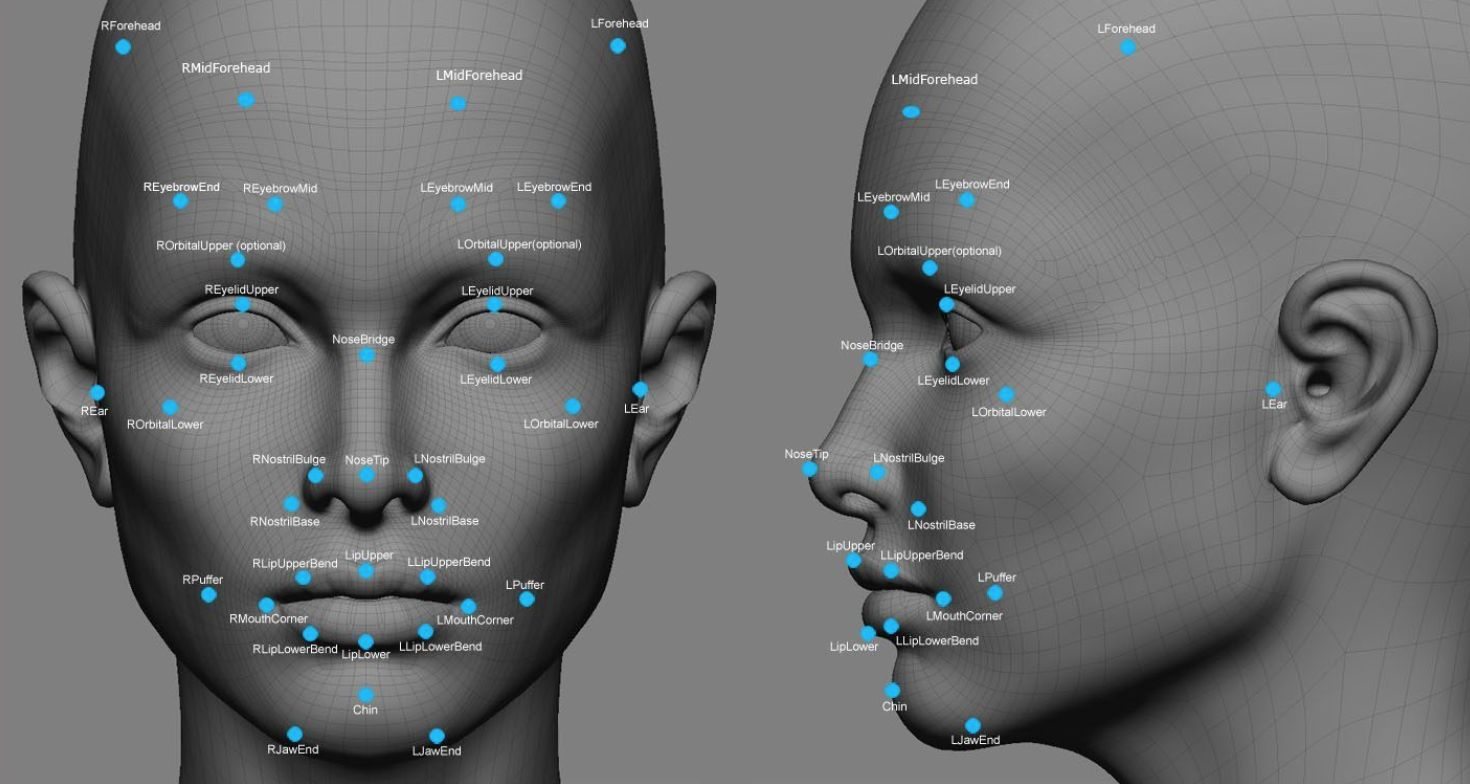 RForehead
LForehead
RMidForehead
LMidForehead
REyebrowEnd
REyebrowMid
LEyebrowMid
LEyebrowEnd
ROrbitalUpper (optional)
LOrbitalUpper(optional)
REyelidUpper
LEyelidUpper
NoseBridge
REyelidLower
LEyelidLower
REar
LEar
ROrbitalLower
LOrbitalLower
RNostrilBulge
NoseTip
LNostrilBulge
RNostrilBase
LNostrilBase
LipUpper
RLipUpperBend
LLipUpperBend
RPuffer
LPuffer
RMouthCorner
LMouthCorner
RLipLowerBend
LipLower
LLipLowerBend
Chin
RJawEnd
LJawEnd
LForehead
LMidForehead
LEyebrowEnd
LEyebrowMid
LOrbitalUpper(optional)
LEyelidUpper
NoseBridge
LEyelidLower
LEar
LOrbitalLower
NoseTip
LNostrilBulge
LNostrilBase
LipUpper
LLipUpperBend
LPuffer
LMouthCorner
LLipLowerBend
LipLower
Chin
LJawEnd